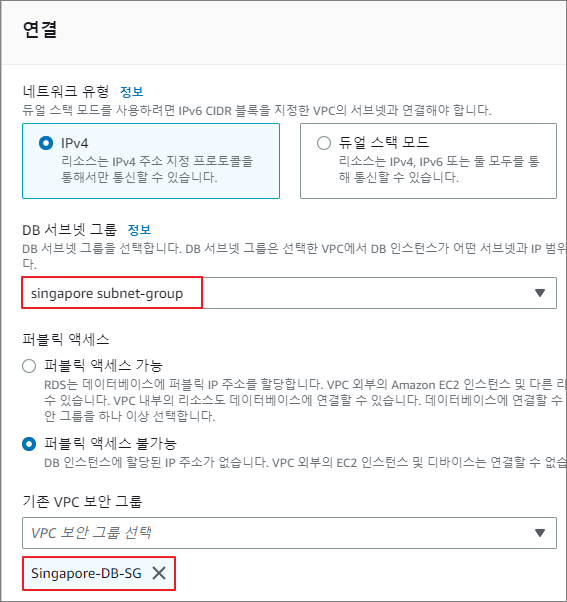 연결
네트워크 유형 정보
듀얼 스택 모드를 사용하려면 IPv6 CIDR 블록을 지정한 VPC의 서브넷과 연결해야 합니다.
IPv4
리소스는 IPv4 주소 지정 프로토콜을
통해서만 통신할 수 있습니다.
듀얼 스택 모드
리소스는 IPv4, IPv6 또는 둘 모두를 통
해 통신할 수 있습니다.
DB 서브넷 그룹 정보
DB 서브넷 그룹을 선택합니다. DB 서브넷 그룹은 선택한 VPC에서 DB 인스턴스가 어떤 서브넷과 IP 범위
다.
singapore subnet-group
퍼블릭 액세스
퍼블릭 액세스 가능
RDS는 데이터베이스에 퍼블릭 IP 주소를 할당합니다. VPC 외부의 Amazon EC2 인스턴스 및 다른 리
수 있습니다. VPC 내부의 리소스도 데이터베이스에 연결할 수 있습니다. 데이터베이스에 연결할 수
안 그룹을 하나 이상 선택합니다.
퍼블릭 액세스 불가능
DB 인스턴스에 할당된 IP 주소가 없습니다. VPC 외부의 EC2 인스턴스 및 디바이스는 연결할 수 없습
기존 VPC 보안 그룹
VPC 보안 그룹 선택
Singapore-DB-SG